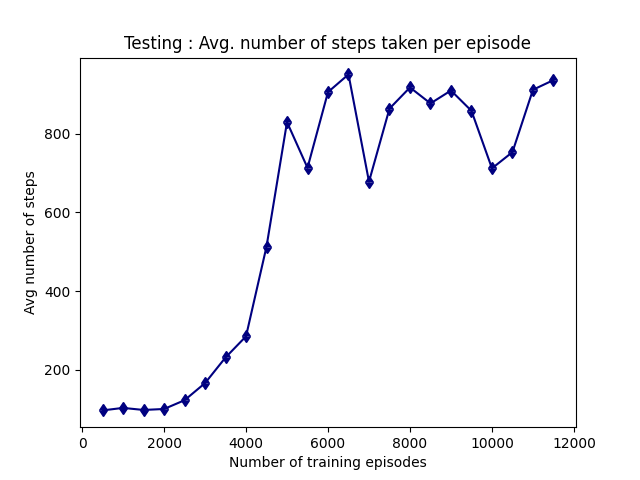 Testing : Avg. number of steps taken per episode
800
600
400
200
Avg number of steps
0 2000 4000 6000 8000 10000 12000
Number of training episodes